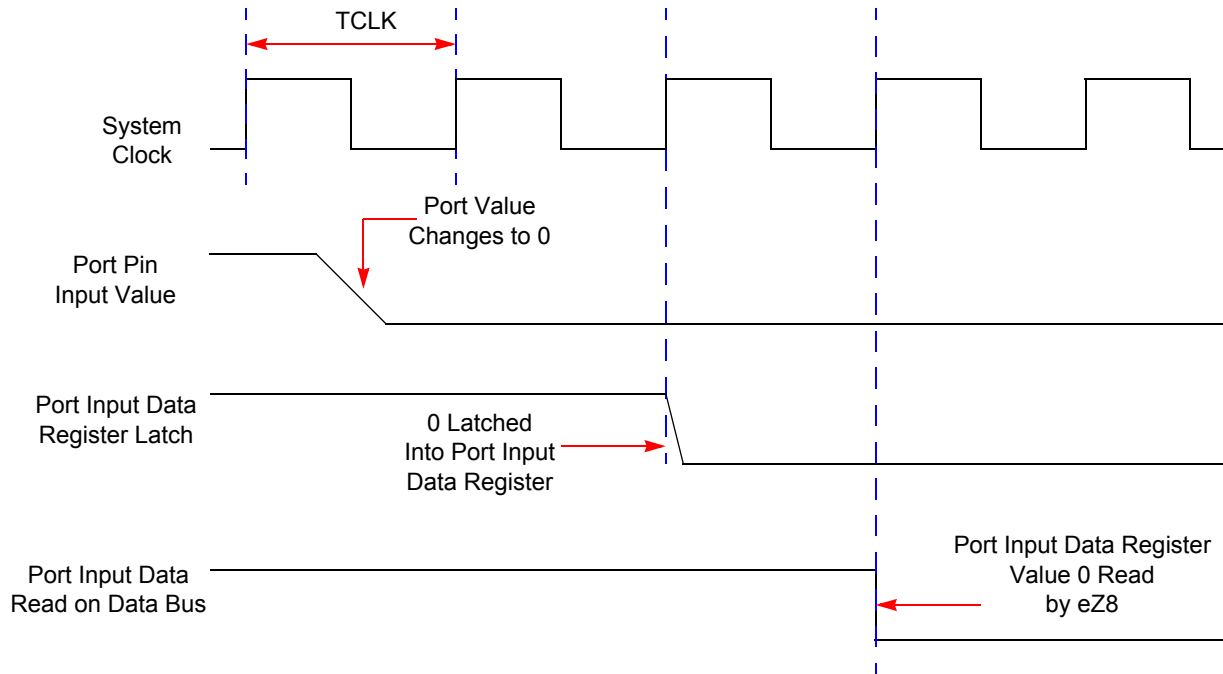 TCLK
System
Clock
Port Value
Changes to 0
Port Pin
Input Value
Port Input Data
Register Latch
0 Latched
Into Port Input
Data Register
Port Input Data
Read on Data Bus
Port Input Data Register
Value 0 Read
by eZ8